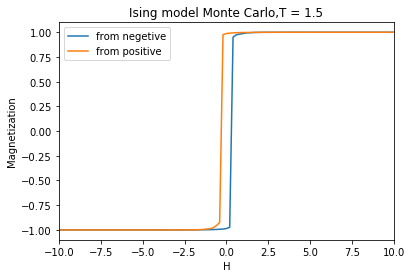 Ising model Monte Carlo,T = 1.5
from negetive
from positive
1.00
0.75
0.50
0.25
0.00
−0.25
−0.50
−0.75
−1.00
Magnetization
−10.0 −7.5 −5.0 −2.5 0.0 2.5 5.0 7.5 10.0
H